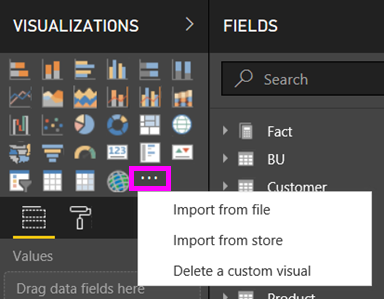 VISUALIZATIONS
FIELDS
Search
Fact
BU
Customer
123
Import from file
Import from store
Delete a custom visual
Values
Drag data fields here
Product